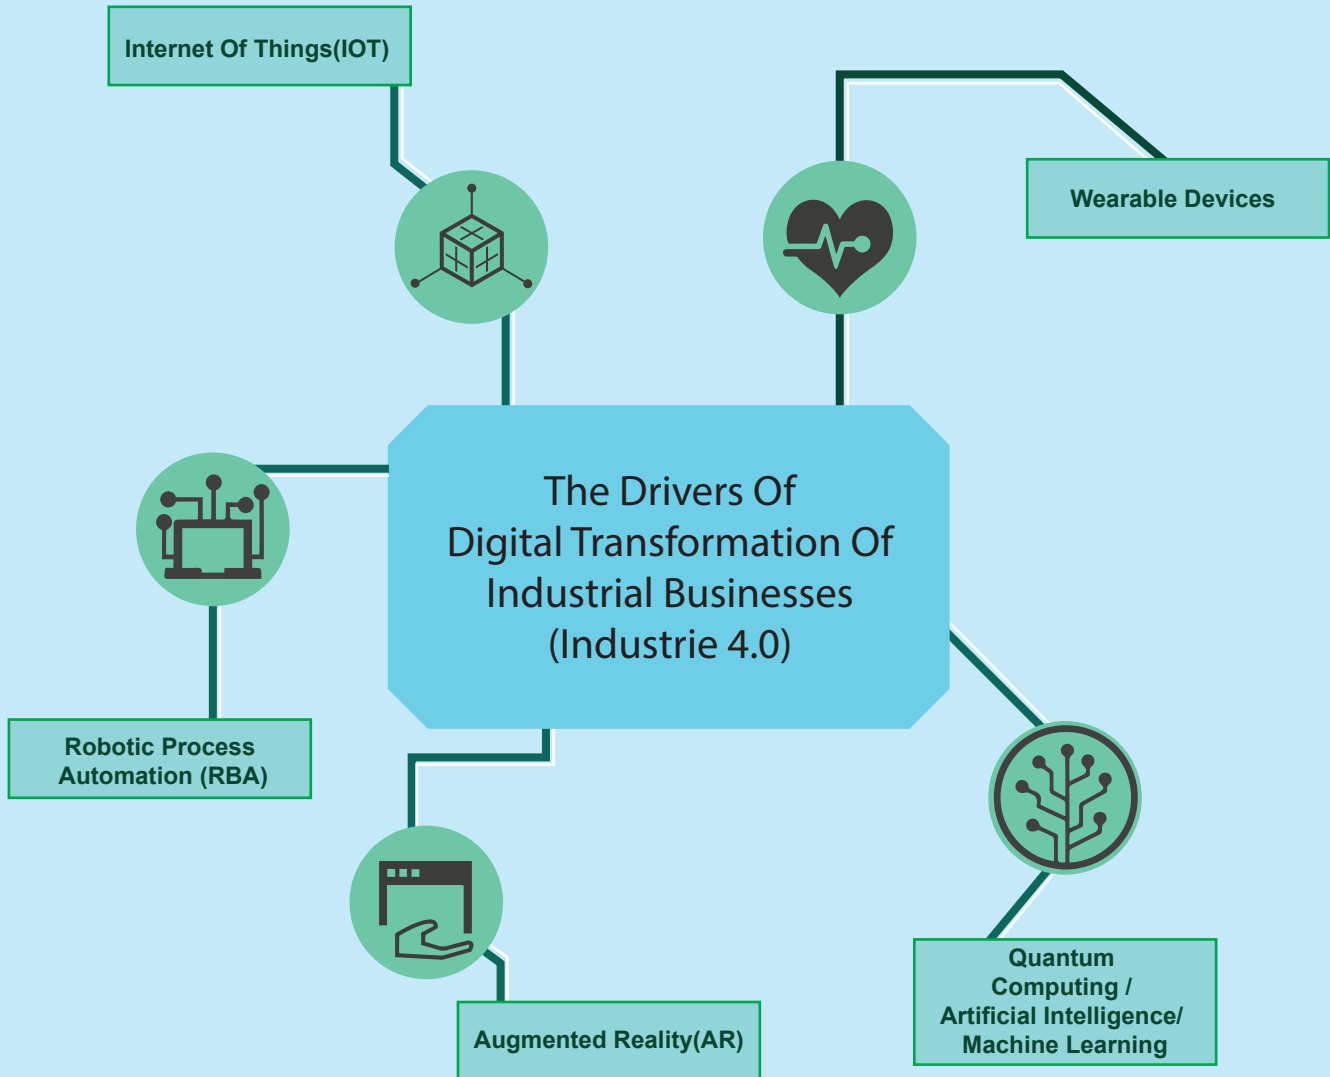 Internet Of Things(IOT)
Wearable Devices
The Drivers Of
Digital Transformation Of
Industrial Businesses
(Industrie 4.0)
Robotic Process
Automation (RBA)
Augmented Reality(AR)
Quantum
Computing /
Artificial Intelligence/
Machine Learning